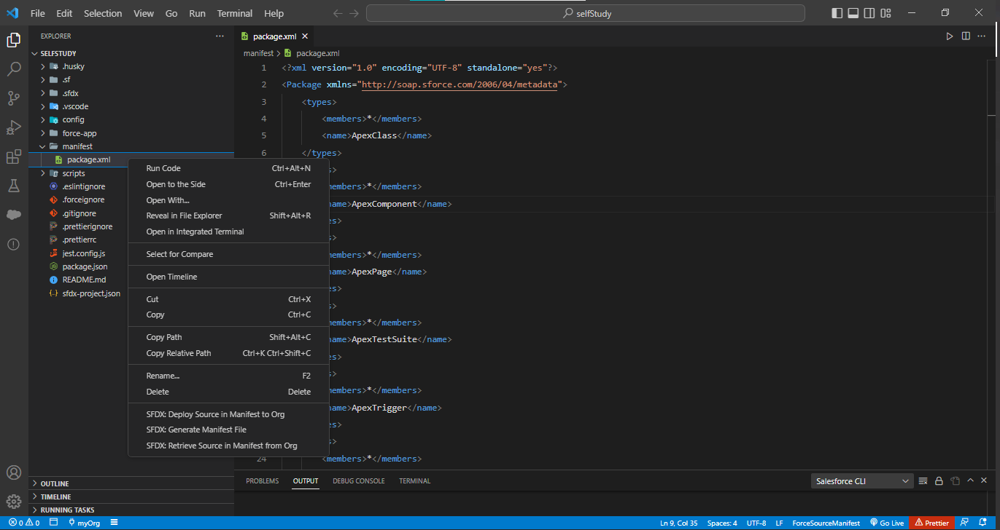 File Edit Selection View Go Run Terminal Help
selfStudy
EXPLORER
SELFSTUDY
.husky
.sf
.sfdx
.vscode
config
force-app
manifest
package.xml
scripts
.eslintignore
.forceignore
.gitignore
.prettierignore
.prettierrc
jest.config.js
package.json
README.md
sfdx-project.json
OUTLINE
TIMELINE
RUNNING TASKS
Run Code Ctrl+Alt+N
Open to the Side Ctrl+Enter
Open With...
Reveal in File Explorer Shift+Alt+R
Open in Integrated Terminal
Select for Compare
Open Timeline
Cut Ctrl+X
Copy Ctrl+C
Copy Path Shift+Alt+C
Copy Relative Path Ctrl+K Ctrl+Shift+C
Rename... F2
Delete Delete
SFDX: Deploy Source in Manifest to Org
SFDX: Generate Manifest File
SFDX: Retrieve Source in Manifest from Org
package.xml
manifest > package.xml
1 <?xml version="1.0" encoding="UTF-8" standalone="yes"?>
2 <Package xmlns="http://soap.sforce.com/2006/04/metadata">
3 <types>
4 <members>*</members>
5 <name>ApexClass</name>
6 </types>
s>
members>*</members>
name>ApexComponent</name>
es>
s>
members>*</members>
name>ApexPage</name>
es>
s>
members>*</members>
name>ApexTestSuite</name>
es>
s>
members>*</members>
name>ApexTrigger</name>
es>
s>
24 <members>*</members>
PROBLEMS OUTPUT DEBUG CONSOLE TERMINAL
Salesforce CLI
0 0 myOrg
Ln 9, Col 35 Spaces: 4 UTF-8 LF ForceSourceManifest Go Live Prettier